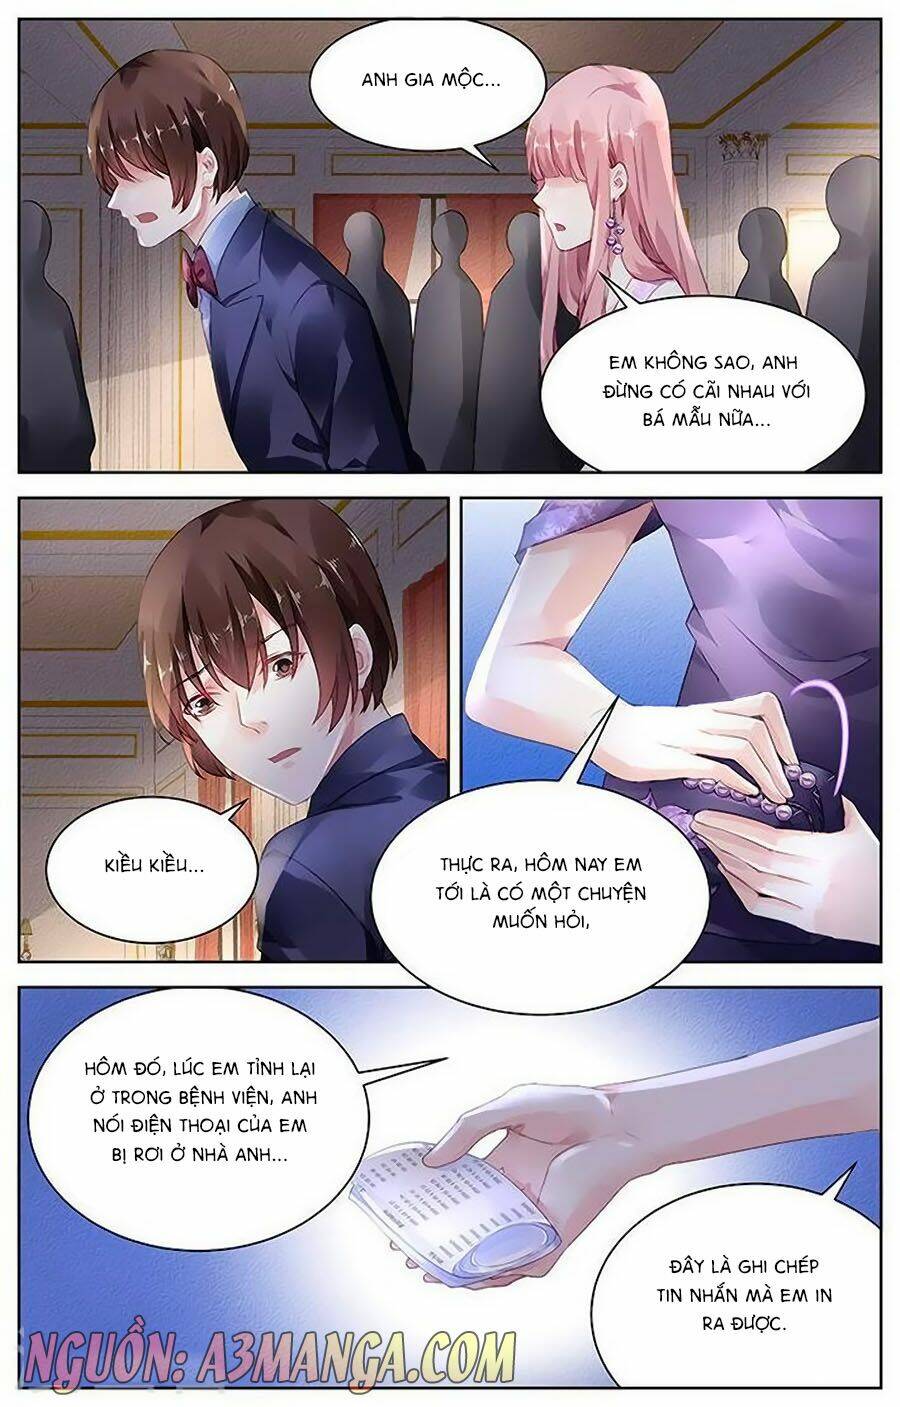 ANH GIA MỘC...
EM KHÔNG SAO, ANH
ĐỪNG CÓ CÃI NHAU VỚI
BÁ MẪU NỮA...
KIỀU KIỀU...
THỰC RA, HÔM NAY EM
TỚI LÀ CÓ MỘT CHUYỆN
MUỐN HỎI,
HÔM ĐÓ, LÚC EM TỈNH LẠI
Ở TRONG BỆNH VIỆN, ANH
NÓI ĐIỆN THOẠI CỦA EM
BỊ RƠI Ở NHÀ ANH...
ĐÂY LÀ GHI CHÉP
TIN NHẮN MÀ EM IN
RA ĐƯỢC.
NGUỒN: A3MANGA.COM